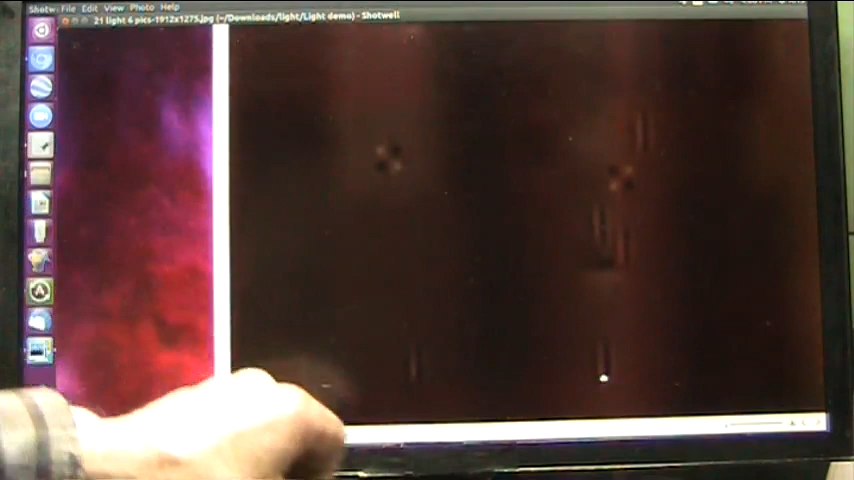 Shotw File Edit View Photo Help
21 light 6 pics-1912x1275.jpg (~/Downloads/light/Light demo) - Shotwell